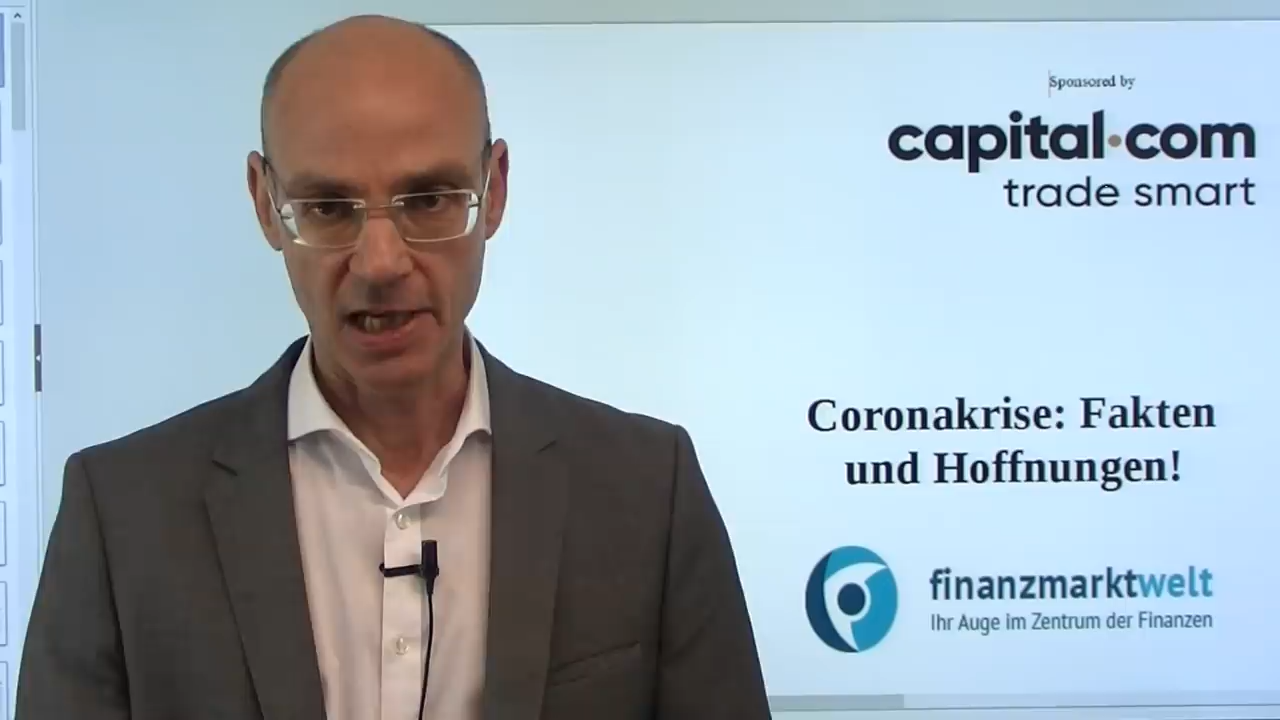 Sponsored by
capital.com
trade smart
Coronakrise: Fakten
und Hoffnungen!
finanzmarktwelt
Ihr Auge im Zentrum der Finanzen